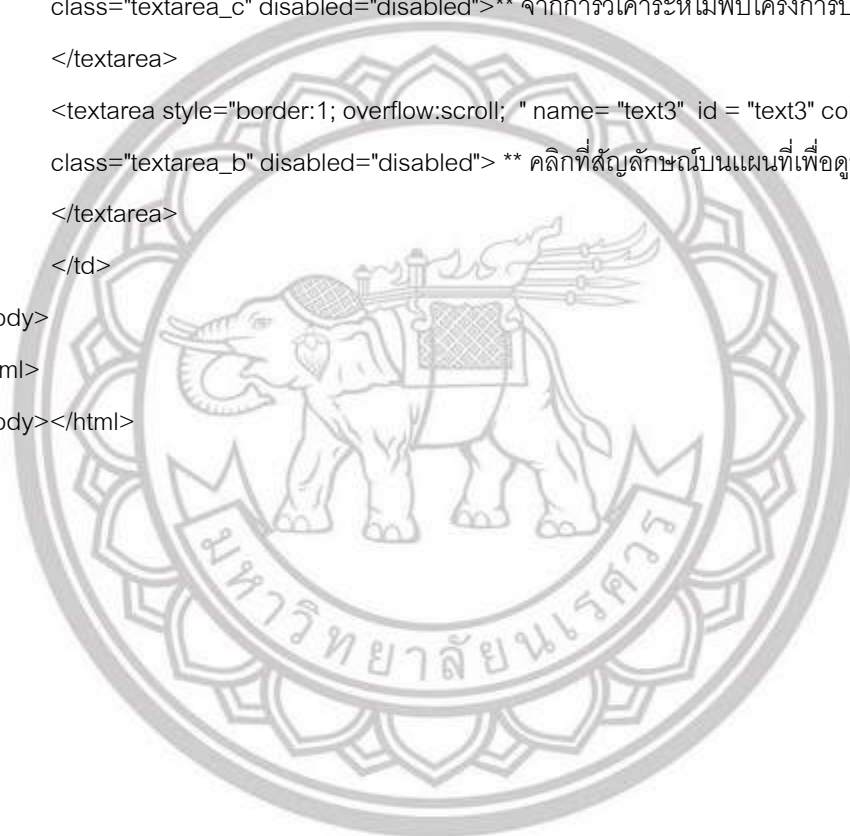 class="textarea_c" disabled="disabled">** จากการวิเคาระห์ไม่พบโครงการป
</textarea>
<textarea style="border:1; overflow:scroll; " name= "text3" id = "text3" co
class="textarea_b" disabled="disabled"> ** คลิกที่สัญลักษณ์บนแผนที่เพื่อดู
</textarea>
</td>
ody>
ml>
ody></html>
มหาวิทยาลัยนเรศวร